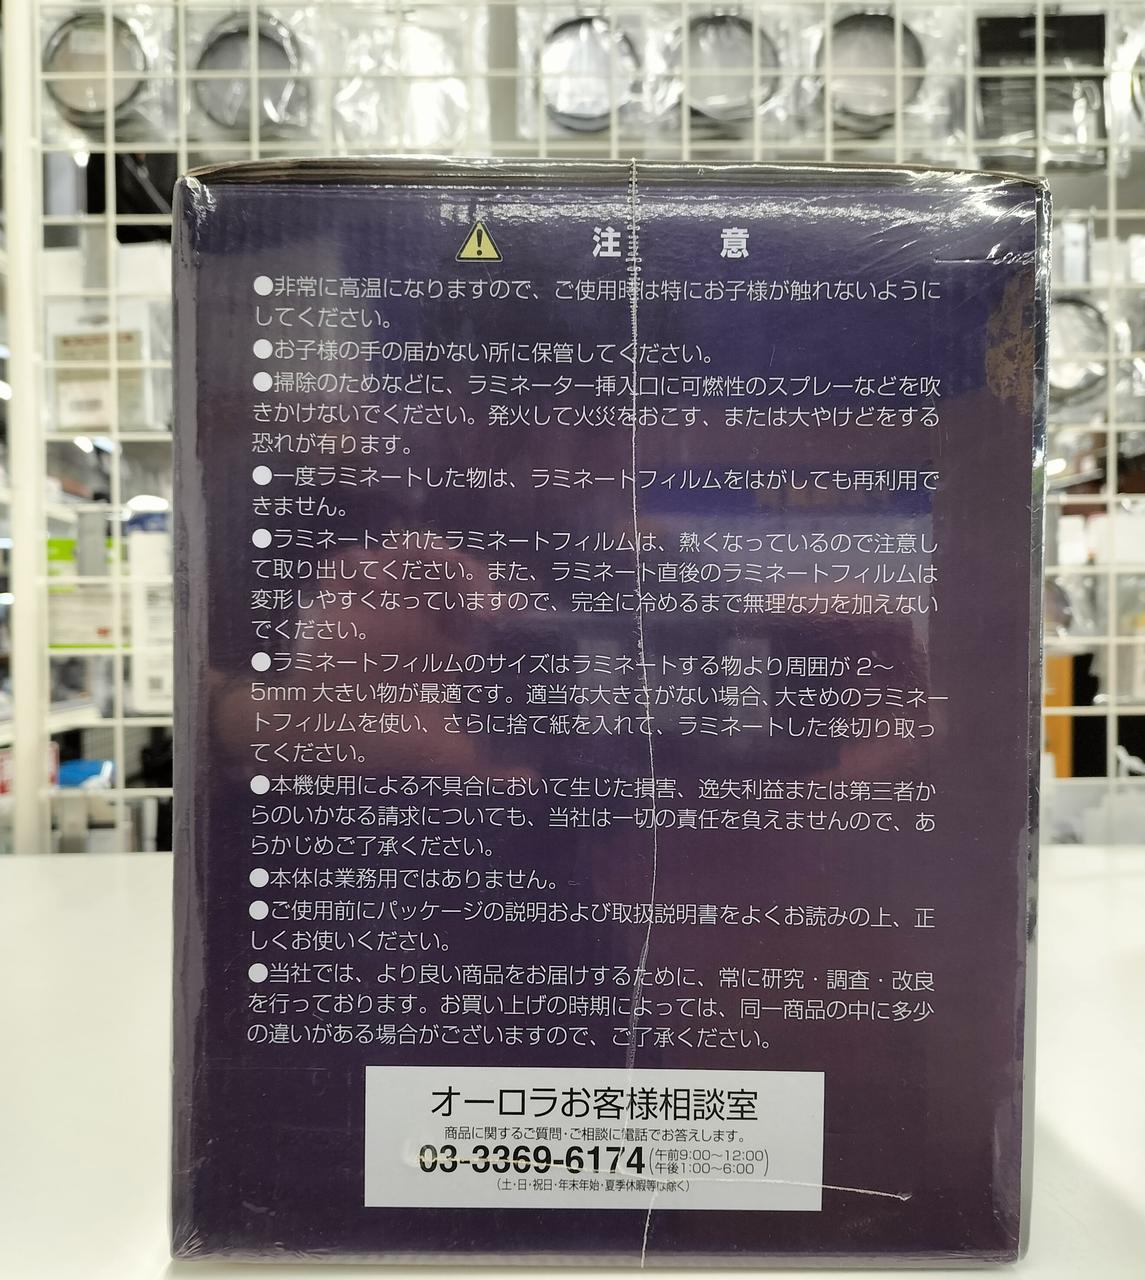 注 意
●非常に高温になりますので、ご使用時は特にお子様が触れないように
してください。
●お子様の手の届かない所に保管してください。
●掃除のためなどに、ラミネーター挿入口に可燃性のスプレーなどを吹
きかけないでください。発火して火災をおこす、または大やけどをする
恐れが有ります。
●一度ラミネートした物は、ラミネートフィルムをはがしても再利用で
きません。
●ラミネートされたラミネートフィルムは、熱くなっているので注意し
て取り出してください。また、ラミネート直後のラミネートフィルムは
変形しやすくなっていますので、完全に冷めるまで無理な力を加えない
でください。
●ラミネートフィルムのサイズはラミネートする物より周囲が 2〜
5mm 大きい物が最適です。適当な大きさがない場合、大きめのラミネー
トフィルムを使い、さらに捨て紙を入れて、ラミネートした後切り取っ
てください。
●本機使用による不具合において生じた損害、逸失利益または第三者か
らのいかなる請求についても、当社は一切の責任を負えませんので、あ
らかじめご了承ください。
●本体は業務用ではありません。
●ご使用前にパッケージの説明および取扱説明書をよくお読みの上、正
しくお使いください。
●当社では、より良い商品をお届けするために、常に研究・調査・改良
を行っております。お買い上げの時期によっては、同一商品の中に多少
の違いがある場合がございますので、ご了承ください。
オーロラお客様相談室
商品に関するご質問・ご相談に電話でお答えします。
03-3369-6174(午前9:00〜12:00
午後1:00〜6:00)
(土・日・祝日・年末年始・夏季休暇等は除く)